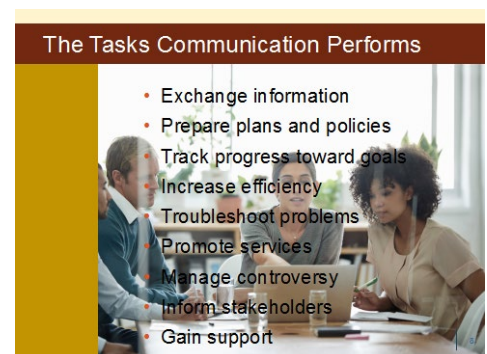 The Tasks Communication Performs
• Exchange information
• Prepare plans and policies
• Track progress toward goals
• Increase efficiency
• Troubleshoot problems
• Promote services
• Manage controversy
• Inform stakeholders
• Gain support